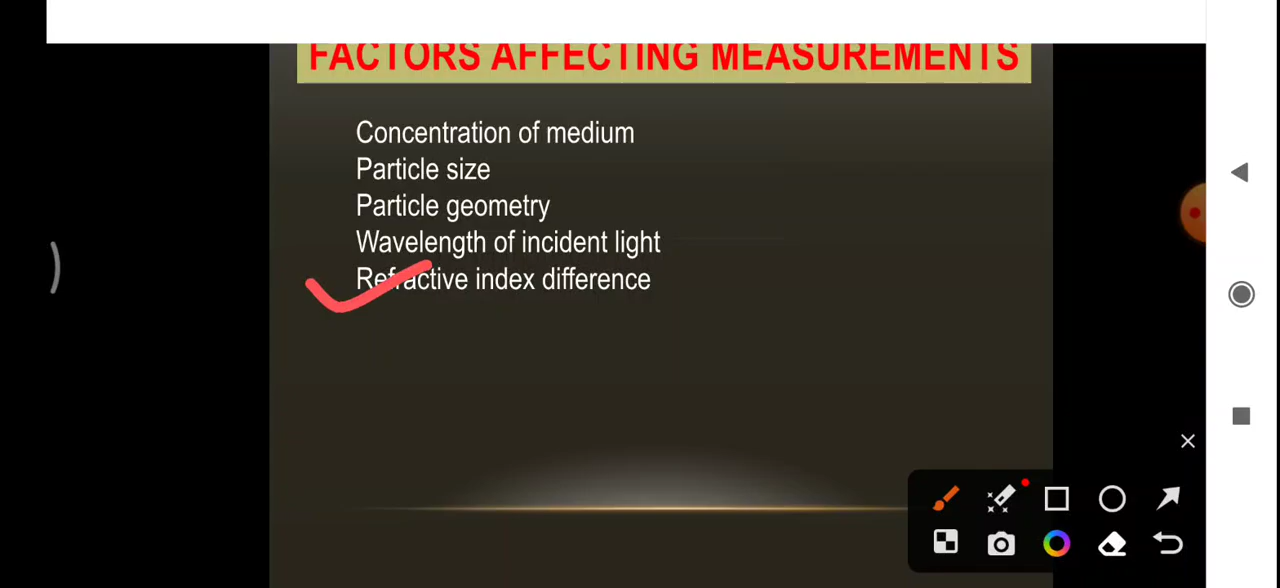 FACTORS AFFECTING MEASUREMENTS
Concentration of medium
Particle size
Particle geometry
Wavelength of incident light
Refractive index difference